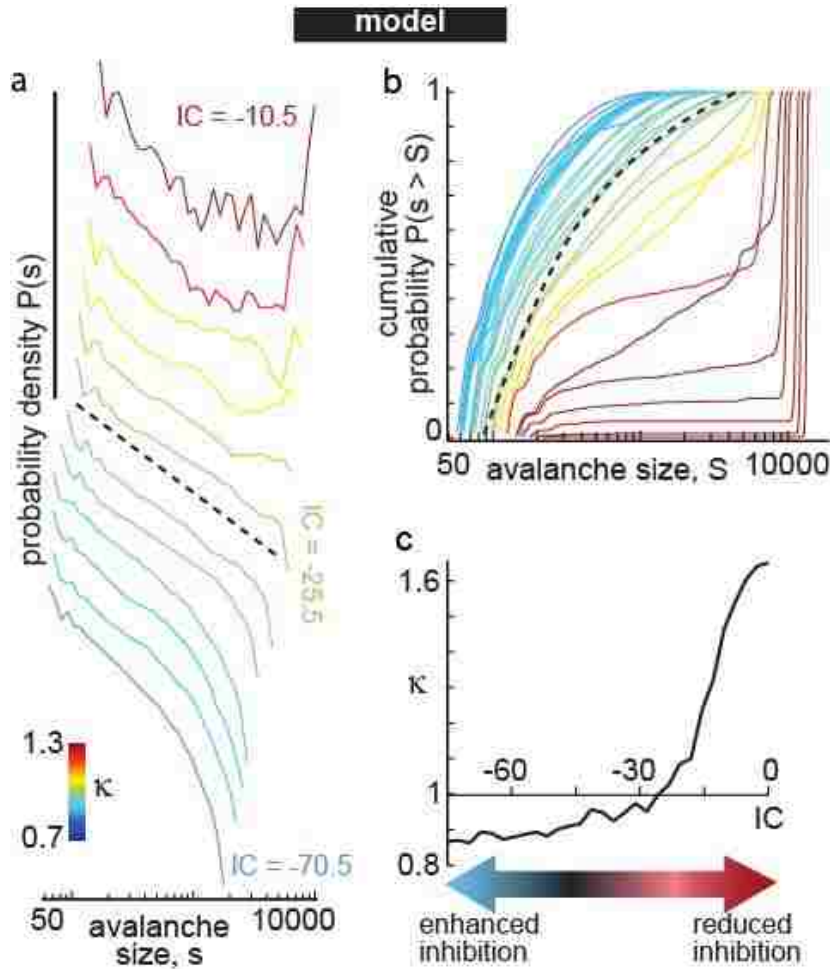 model
a
IC = -10.5
probability density P(s)
IC = -25.5
1.3
κ
0.7
IC = -70.5
50
10000
avalanche
size, s
b
1
cumulative
probability P(s > S)
0
50
avalanche size, S
10000
c
1.6
κ
-60
-30
0
1
IC
0.8
enhanced
inhibition
reduced
inhibition